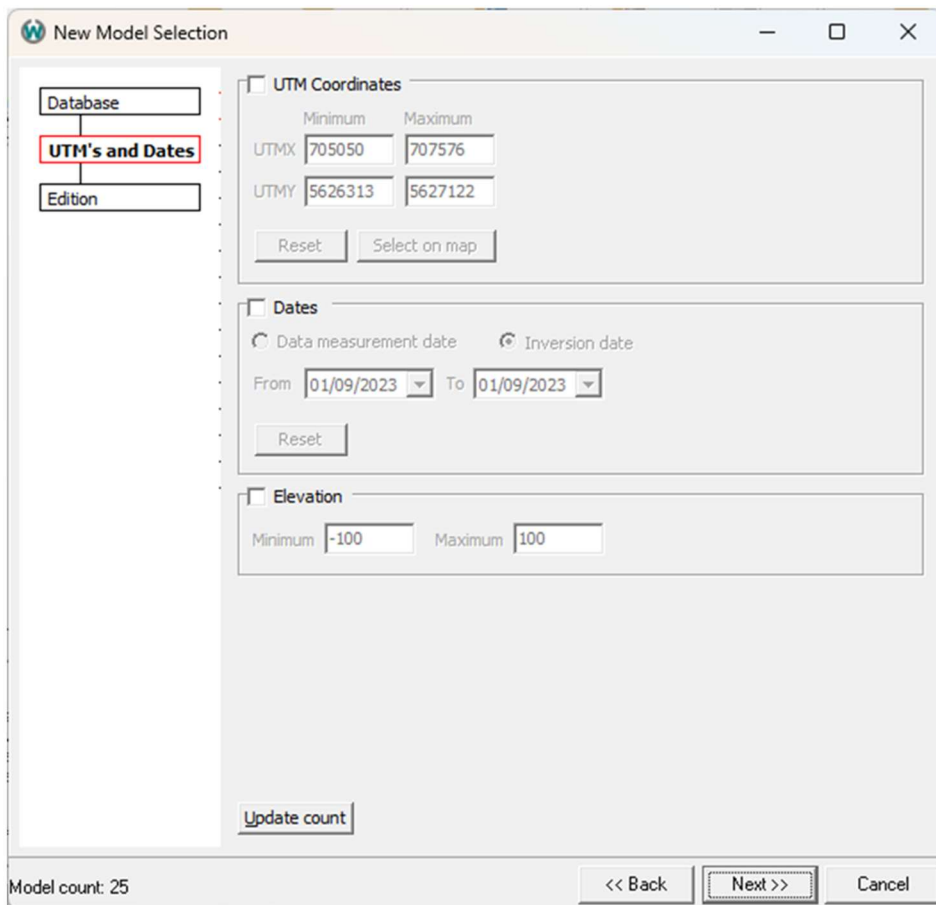 New Model Selection
Database
UTM's and Dates
Edition
UTM Coordinates
Minimum Maximum
UTMX 705050 707576
UTMY 5626313 5627122
Reset Select on map
Dates
Data measurement date Inversion date
From 01/09/2023 To 01/09/2023
Reset
Elevation
Minimum -100 Maximum 100
Update count
Model count: 25 << Back Next >> Cancel